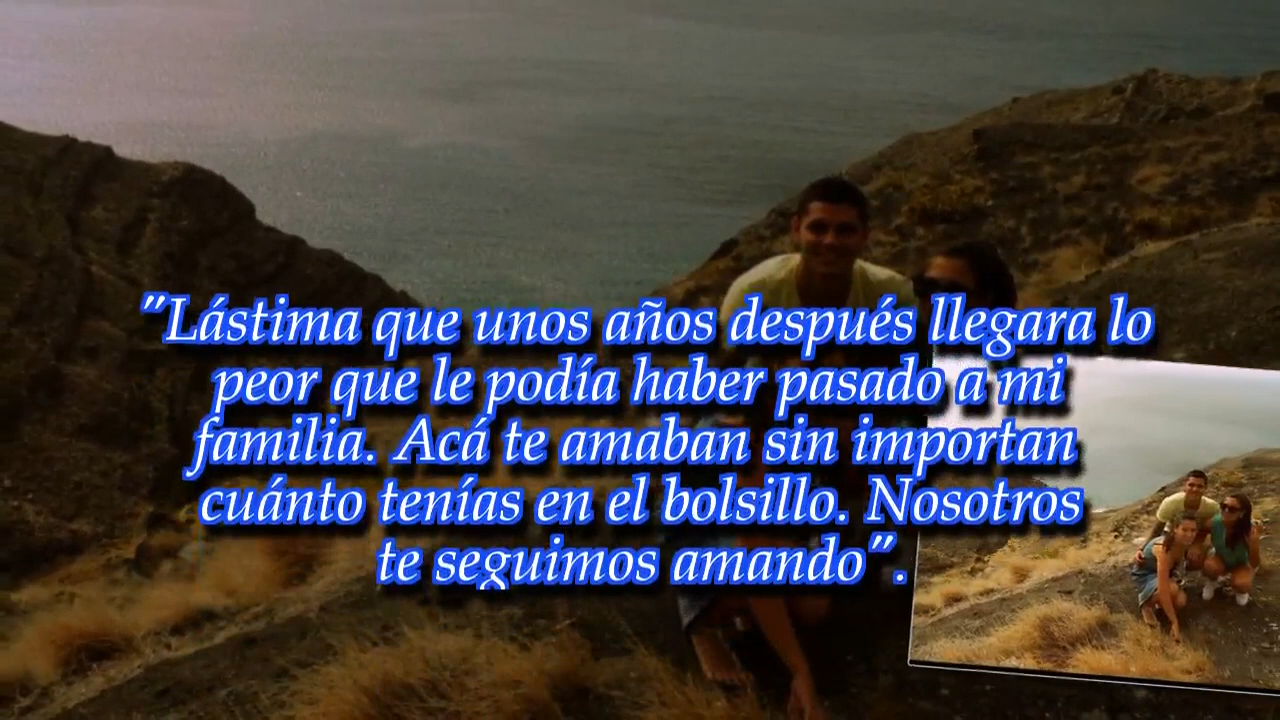 "Lástima que unos años después llegara lo
peor que le podía haber pasado a mi
familia. Acá te amaban sin importan
cuánto tenías en el bolsillo. Nosotros
te seguimos amando".